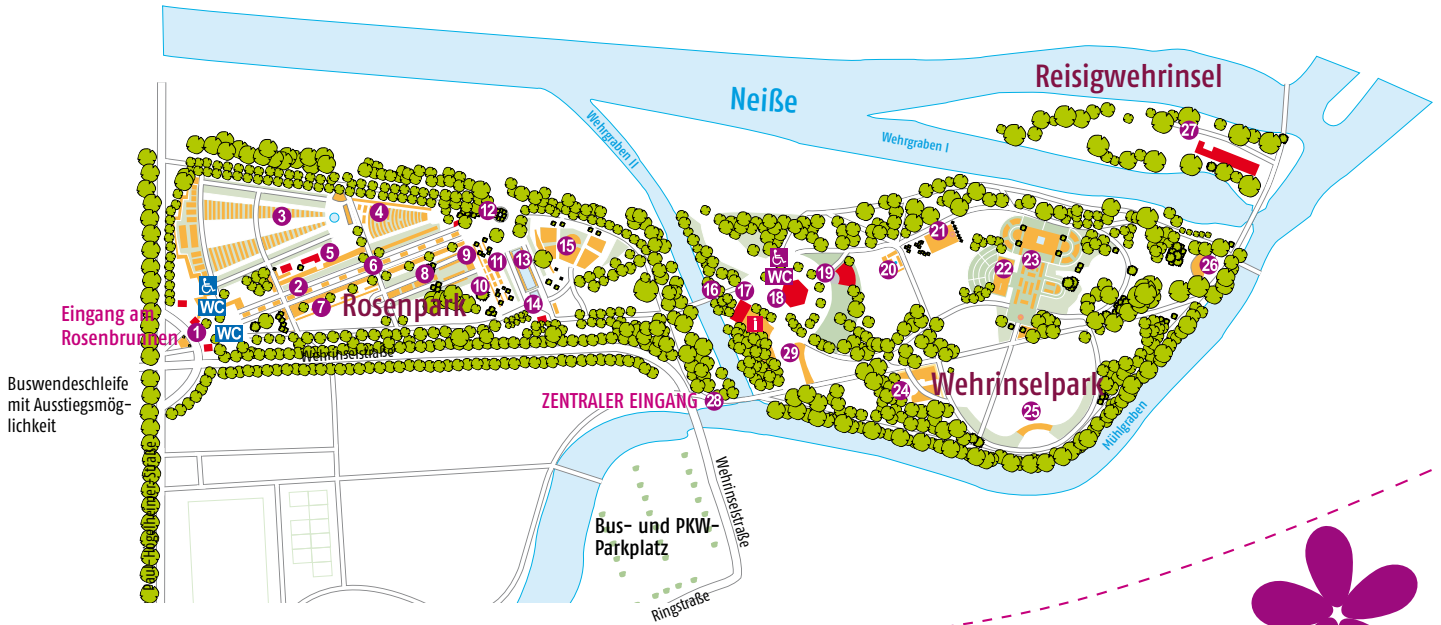 Reisigwehrinsel
Neiße
Wehrgraben II
Wehrgraben I
27
12
3
4
15
21
5
9
11
13
6
8
2
10
7
14
Rosenpark
16
17
WC
18
19
20
22
23
26
i
29
WC
WC
1
Eingang am
Rosenbrunnen
Wehrinselstraße
Buswendeschleife
mit Ausstiegsmög-
lichkeit
ZENTRALER EINGANG 28
24
Wehrinselpark
25
Mühlgraben
Paul-Högelheimer-Straße
Wehrinselstraße
Bus- und PKW-
Parkplatz
Ringstraße